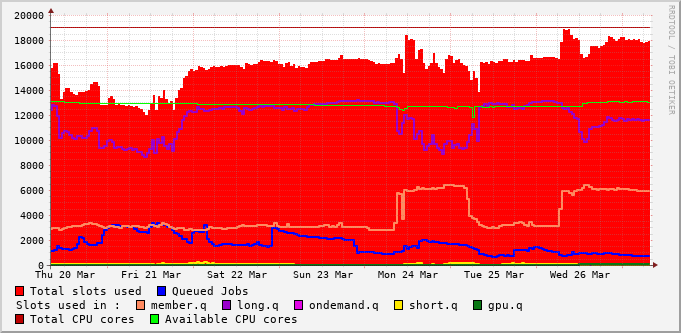 20000
18000
16000
14000
12000
10000
8000
6000
4000
2000
0
Thu 20 Mar Fri 21 Mar Sat 22 Mar Sun 23 Mar Mon 24 Mar Tue 25 Mar Wed 26 Mar
Total slots used Queued Jobs
Slots used in : member.q long.q ondemand.q short.q gpu.q
Total CPU cores Available CPU cores
RRDTOOL / TOBI OETIKER